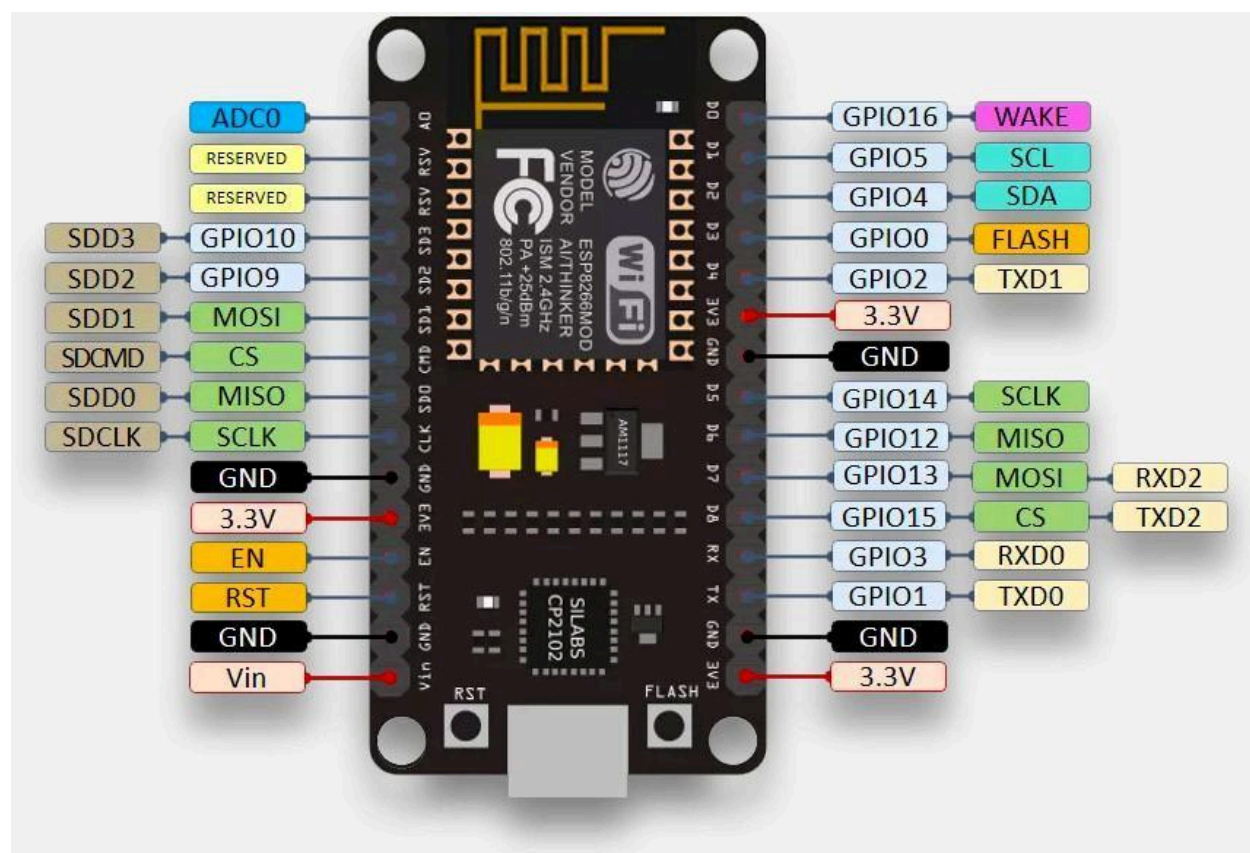 ADC0
RESERVED
RESERVED
SDD3 GPIO10
SDD2 GPIO9
SDD1 MOSI
SDCMD CS
SDD0 MISO
SDCLK SCLK
GND
3.3V
EN
RST
GND
Vin
A0
RSV
RSV
SD3
SD2
SD1
CMD
SD0
CLK
GND
3V3
EN
RST
GND
Vin
FCC
MODEL ESP8266MOD
VENDOR AI/THINKER
ISM 2.4GHz
PA +25dBm
802.11b/g/n
Wi Fi
AM1117
SILABS
CP2102
RST
FLASH
D0
D1
D2
D3
D4
3V3
GND
D5
D6
D7
D8
RX
TX
GND
3V3
GPIO16 WAKE
GPIO5 SCL
GPIO4 SDA
GPIO0 FLASH
GPIO2 TXD1
3.3V
GND
GPIO14 SCLK
GPIO12 MISO
GPIO13 MOSI RXD2
GPIO15 CS TXD2
GPIO3 RXD0
GPIO1 TXD0
GND
3.3V